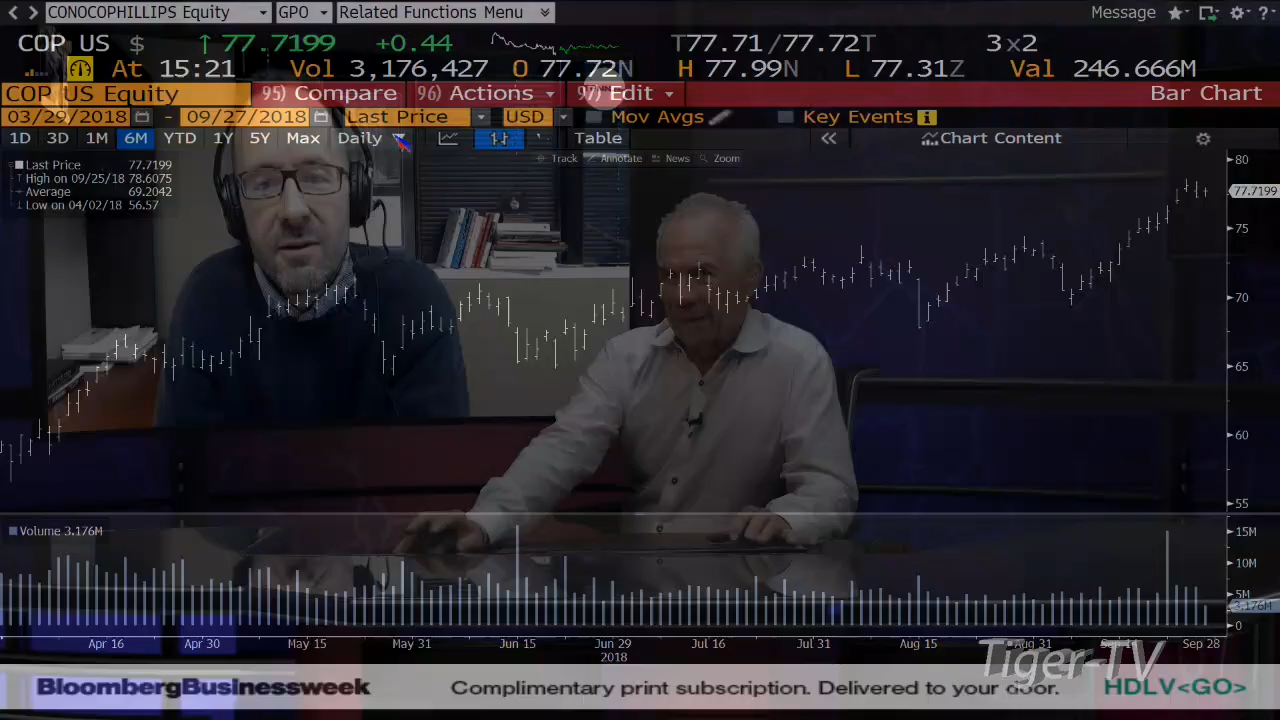 CONOCOPHILLIPS Equity GPO Related Functions Menu Message
COP US $ ↑ 77.7199 +0.44 T77.71/77.72T 3x2
At 15:21 Vol 3,176,427 O 77.72N H 77.99N L 77.31Z Val 246.666M
COP US Equity 95) Compare 96) Actions 97) Edit Bar Chart
03/29/2018 - 09/27/2018 Last Price USD Mov Avgs Key Events
1D 3D 1M 6M YTD 1Y 5Y Max Daily Table « Chart Content
Track Annotate News Zoom
Last Price 77.7199
High on 09/25/18 78.6075
Average 69.2042
Low on 04/02/18 56.57
80
77.7199
75
70
65
60
55
Volume 3.176M
15M
10M
5M
3.176M
0
Apr 16 Apr 30 May 15 May 31 Jun 15 Jun 29 Jul 16 Jul 31 Aug 15 Aug 31 Sep 14 Sep 28
2018
Tiger-TV
BloombergBusinessweek Complimentary print subscription. Delivered to your door. HDLV<GO>